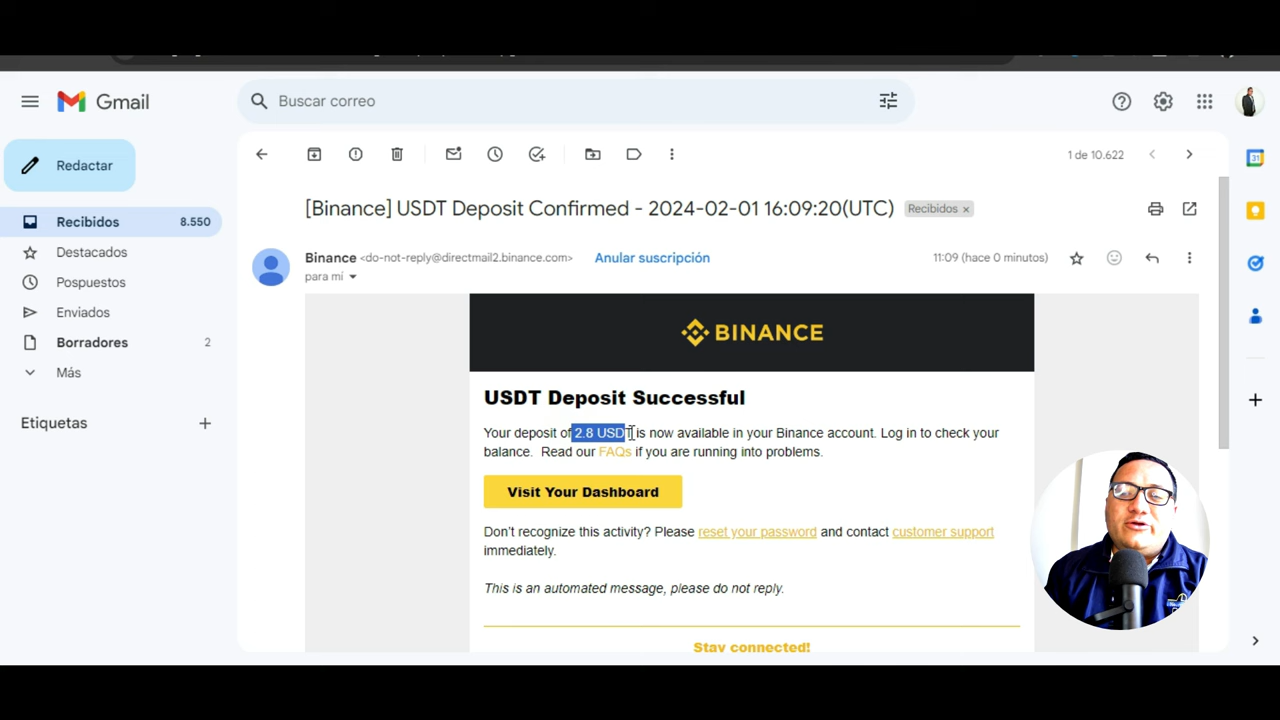 Gmail
Buscar correo
Redactar
1 de 10.622
Recibidos 8.550
Destacados
Pospuestos
Enviados
Borradores 2
Más
Etiquetas
[Binance] USDT Deposit Confirmed - 2024-02-01 16:09:20(UTC) Recibidos x
Binance <do-not-reply@directmail2.binance.com> Anular suscripción 11:09 (hace 0 minutos)
para mí
BINANCE
USDT Deposit Successful
Your deposit of 2.8 USDT is now available in your Binance account. Log in to check your
balance. Read our FAQs if you are running into problems.
Visit Your Dashboard
Don't recognize this activity? Please reset your password and contact customer support
immediately.
This is an automated message, please do not reply.
Stay connected!
31